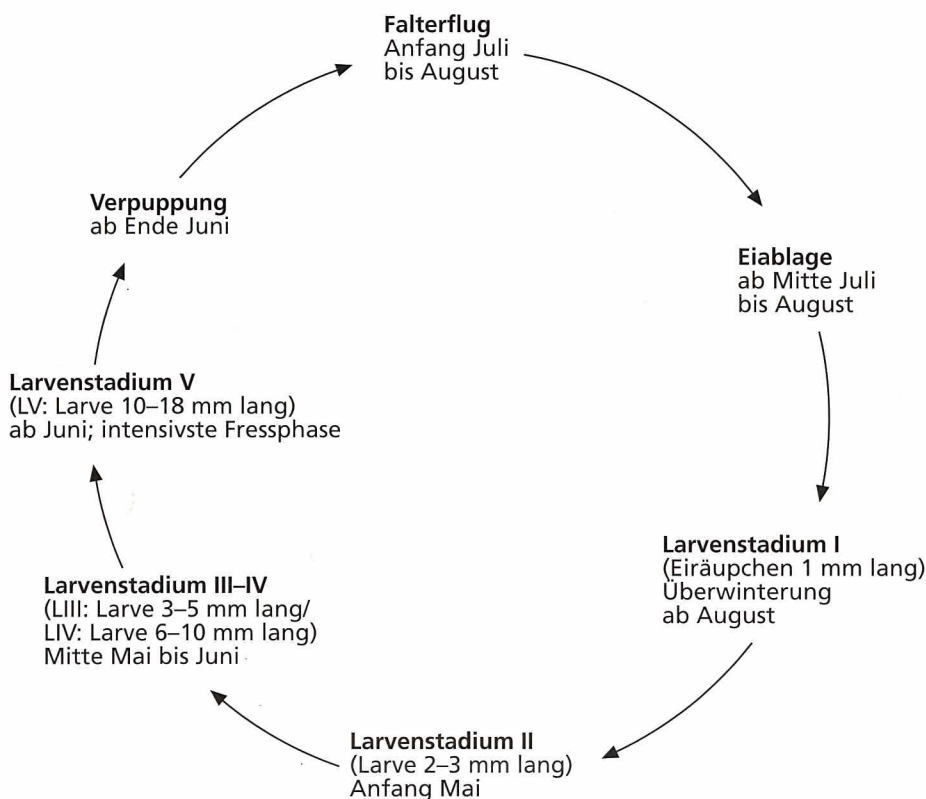 Falterflug
Anfang Juli
bis August
Eiablage
ab Mitte Juli
bis August
Larvenstadium I
(Eiräupchen 1 mm lang)
Überwinterung
ab August
Larvenstadium II
(Larve 2–3 mm lang)
Anfang Mai
Larvenstadium III–IV
(LIII: Larve 3–5 mm lang/
LIV: Larve 6–10 mm lang)
Mitte Mai bis Juni
Larvenstadium V
(LV: Larve 10–18 mm lang)
ab Juni; intensivste Fressphase
Verpuppung
ab Ende Juni